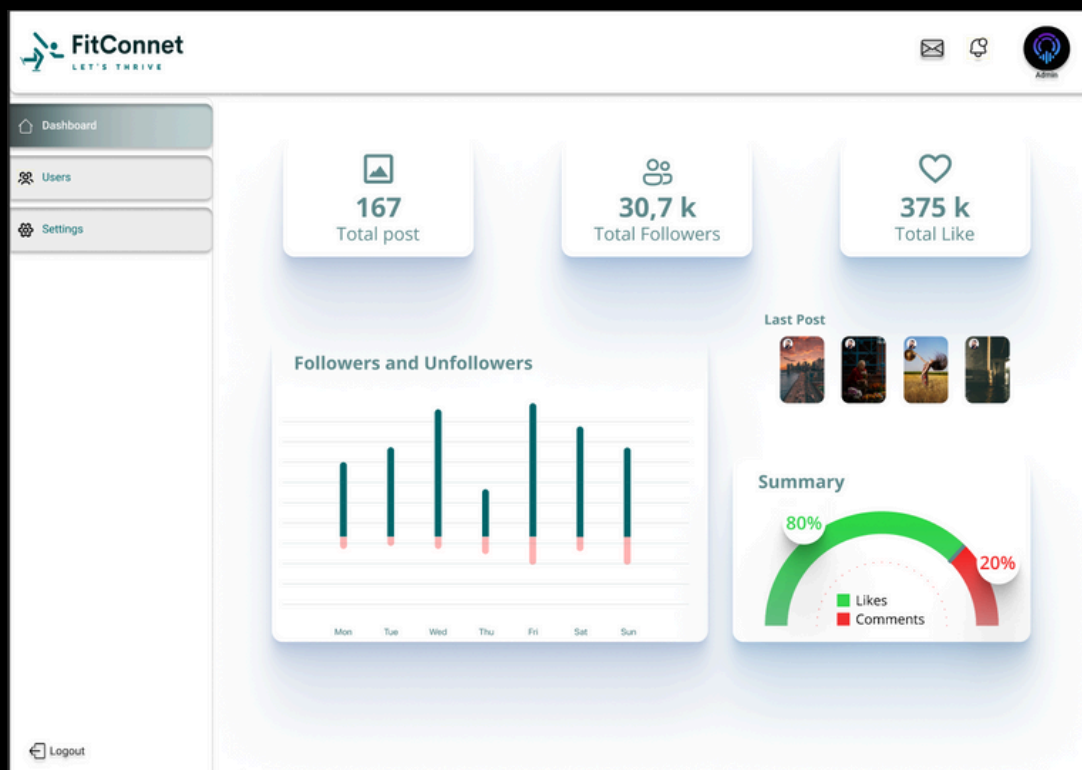 FitConnet
LET'S THRIVE
Admin
Dashboard
Users
Settings
167
Total post
30,7 k
Total Followers
375 k
Total Like
Last Post
Followers and Unfollowers
Mon Tue Wed Thu Fri Sat Sun
Summary
80%
20%
Likes
Comments
Logout